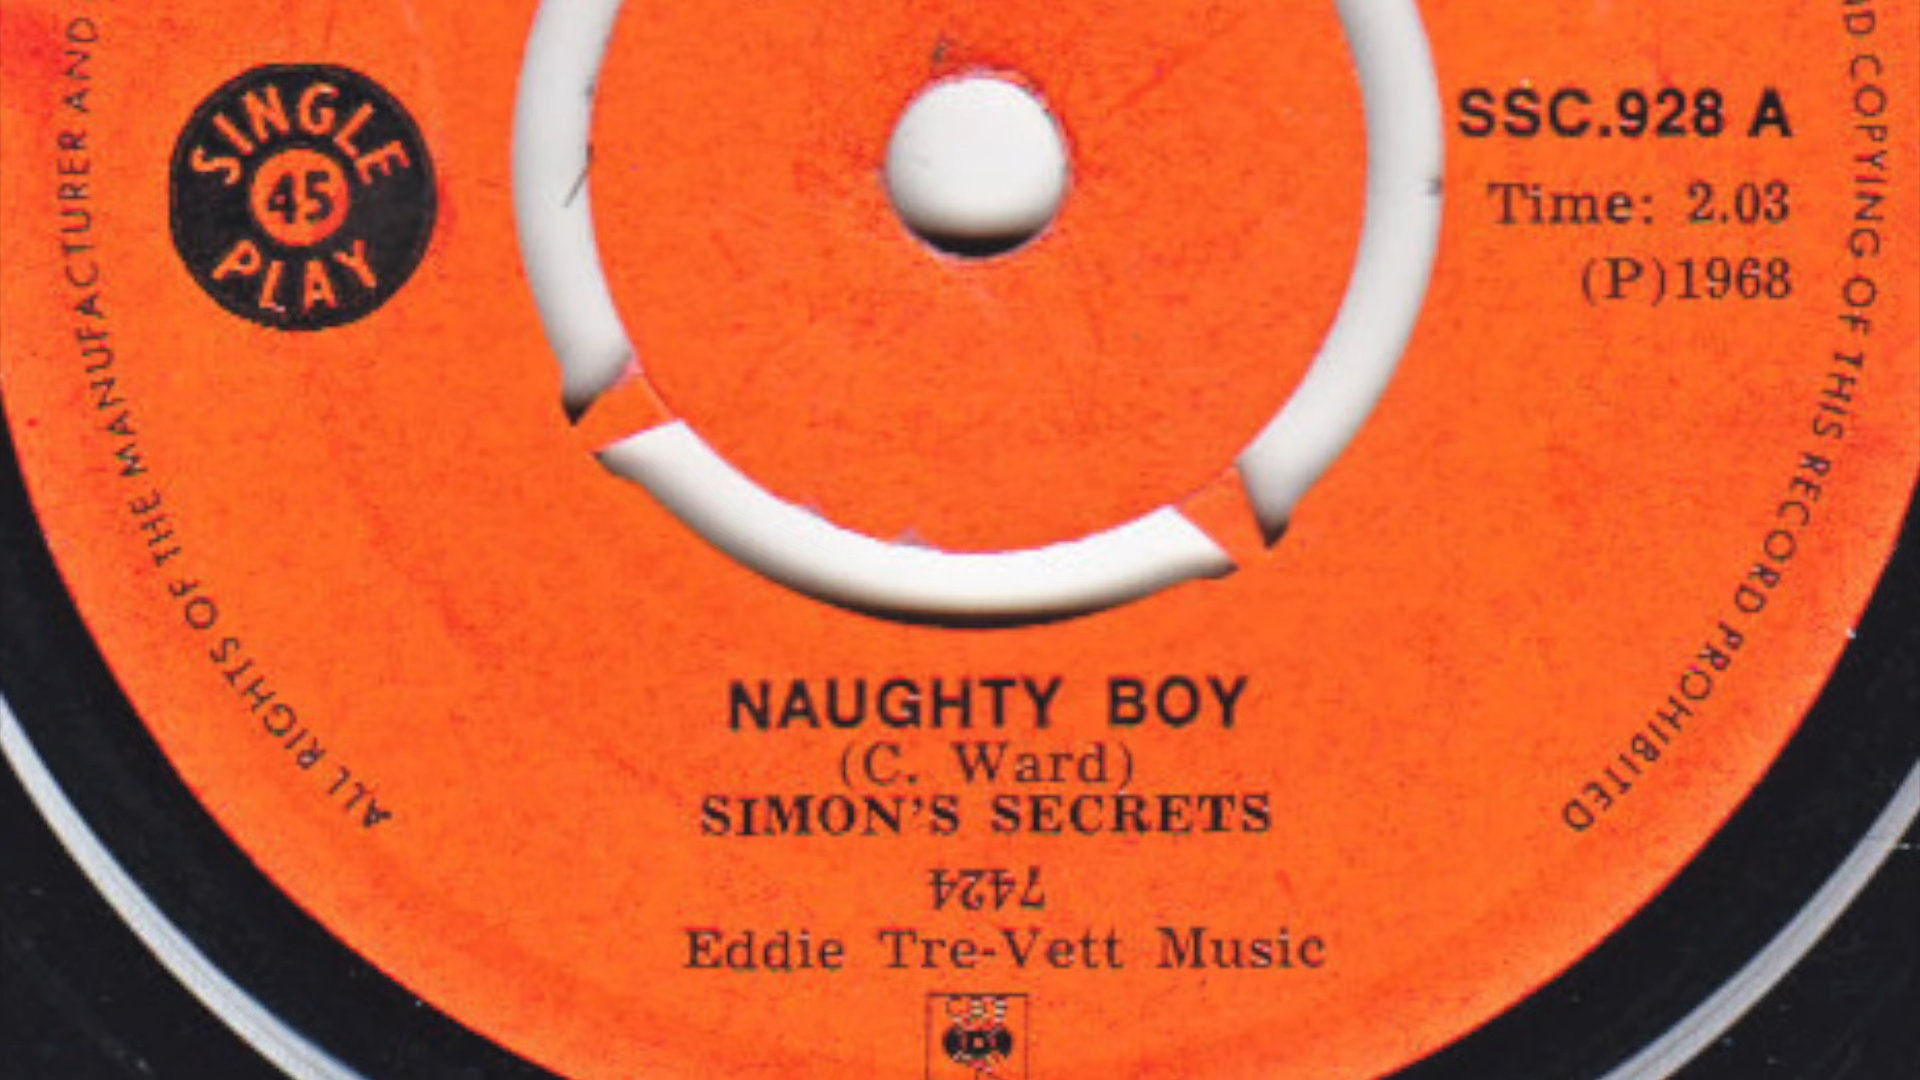 SINGLE
45
PLAY
SSC.928 A
Time: 2.03
(P)1968
ALL RIGHTS OF THE MANUFACTURER AND
COPYING OF THIS RECORD PROHIBITED
NAUGHTY BOY
(C. Ward)
SIMON'S SECRETS
7424
Eddie Tre-Vett Music